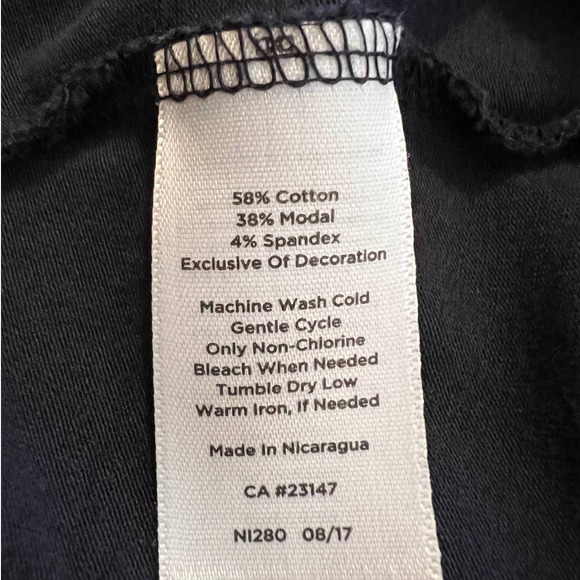 58% Cotton
38% Modal
4% Spandex
Exclusive Of Decoration
Machine Wash Cold
Gentle Cycle
Only Non-Chlorine
Bleach When Needed
Tumble Dry Low
Warm Iron, If Needed
Made In Nicaragua
CA #23147
NI280 08/17